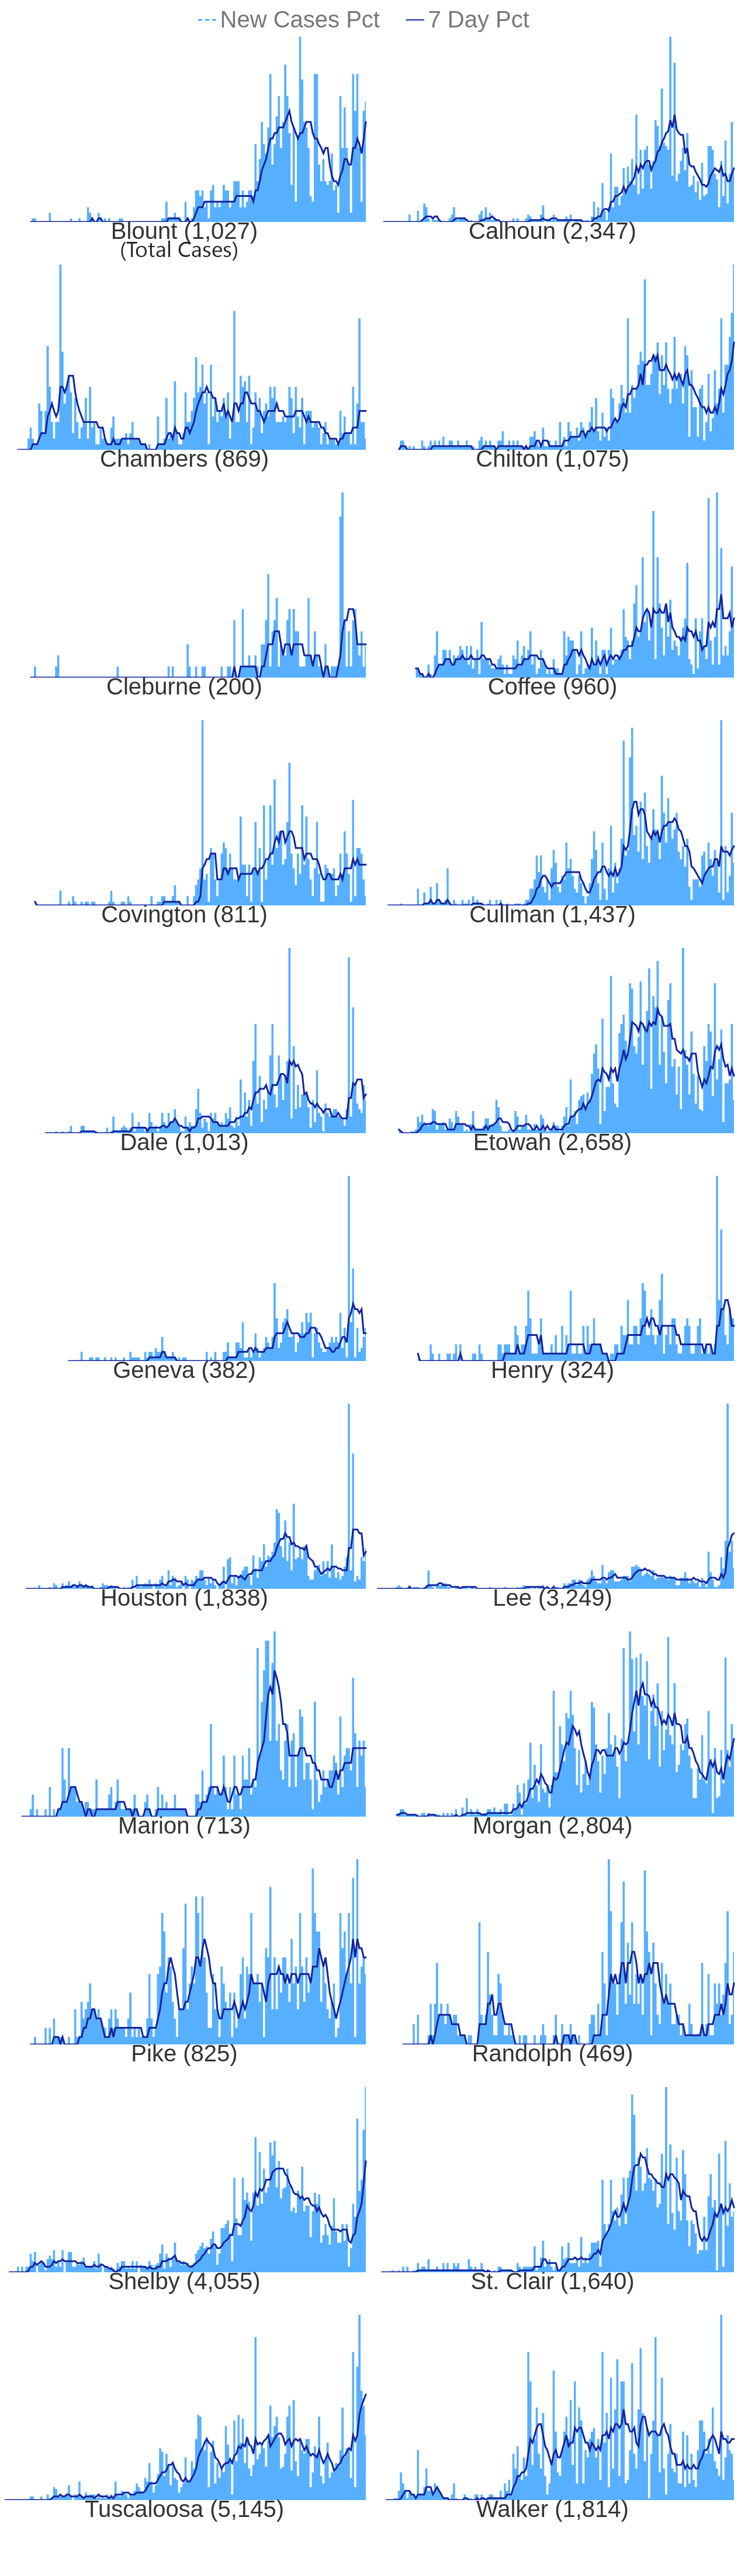 New Cases Pct 7 Day Pct
Blount (1,027) Calhoun (2,347)
(Total Cases)
Chambers (869) Chilton (1,075)
Cleburne (200) Coffee (960)
Covington (811) Cullman (1,437)
Dale (1,013) Etowah (2,658)
Geneva (382) Henry (324)
Houston (1,838) Lee (3,249)
Marion (713) Morgan (2,804)
Pike (825) Randolph (469)
Shelby (4,055) St. Clair (1,640)
Tuscaloosa (5,145) Walker (1,814)